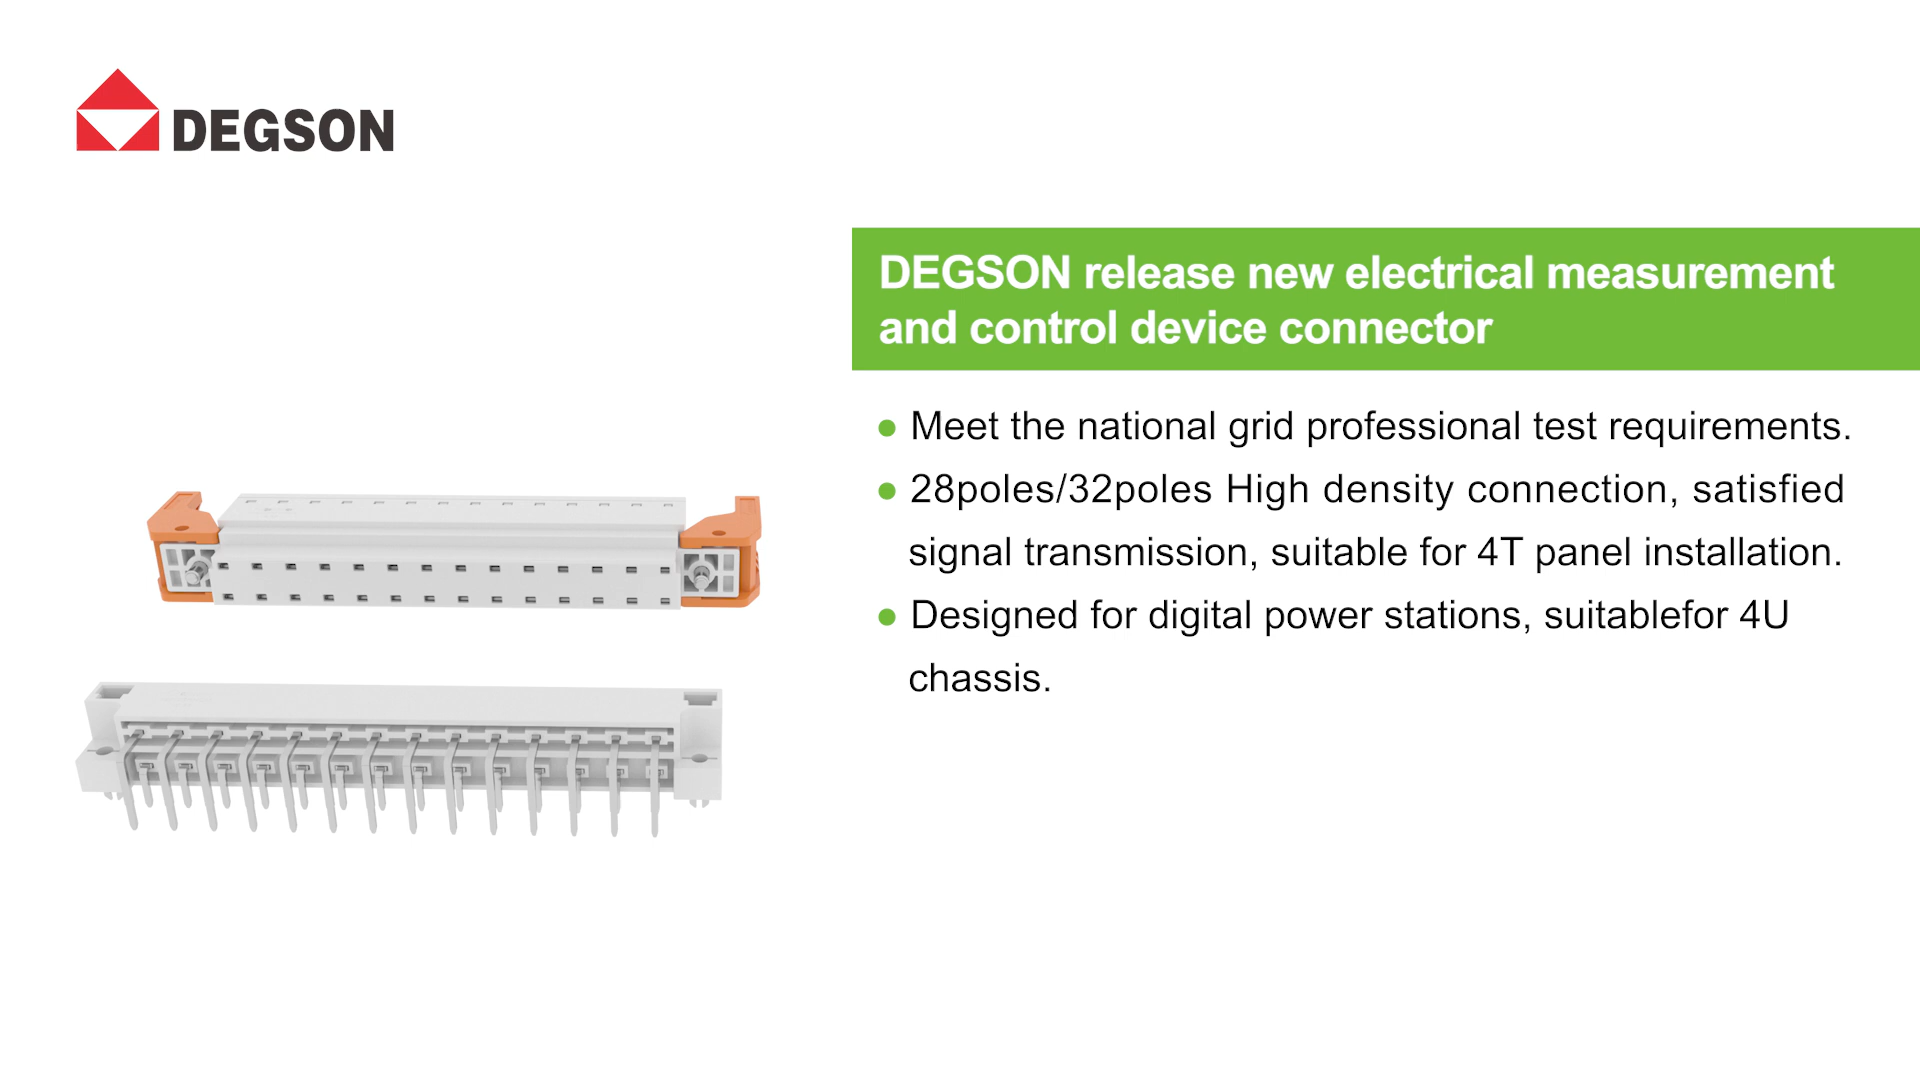 DEGSON
DEGSON release new electrical measurement
and control device connector
● Meet the national grid professional test requirements.
● 28poles/32poles High density connection, satisfied
signal transmission, suitable for 4T panel installation.
● Designed for digital power stations, suitablefor 4U
chassis.